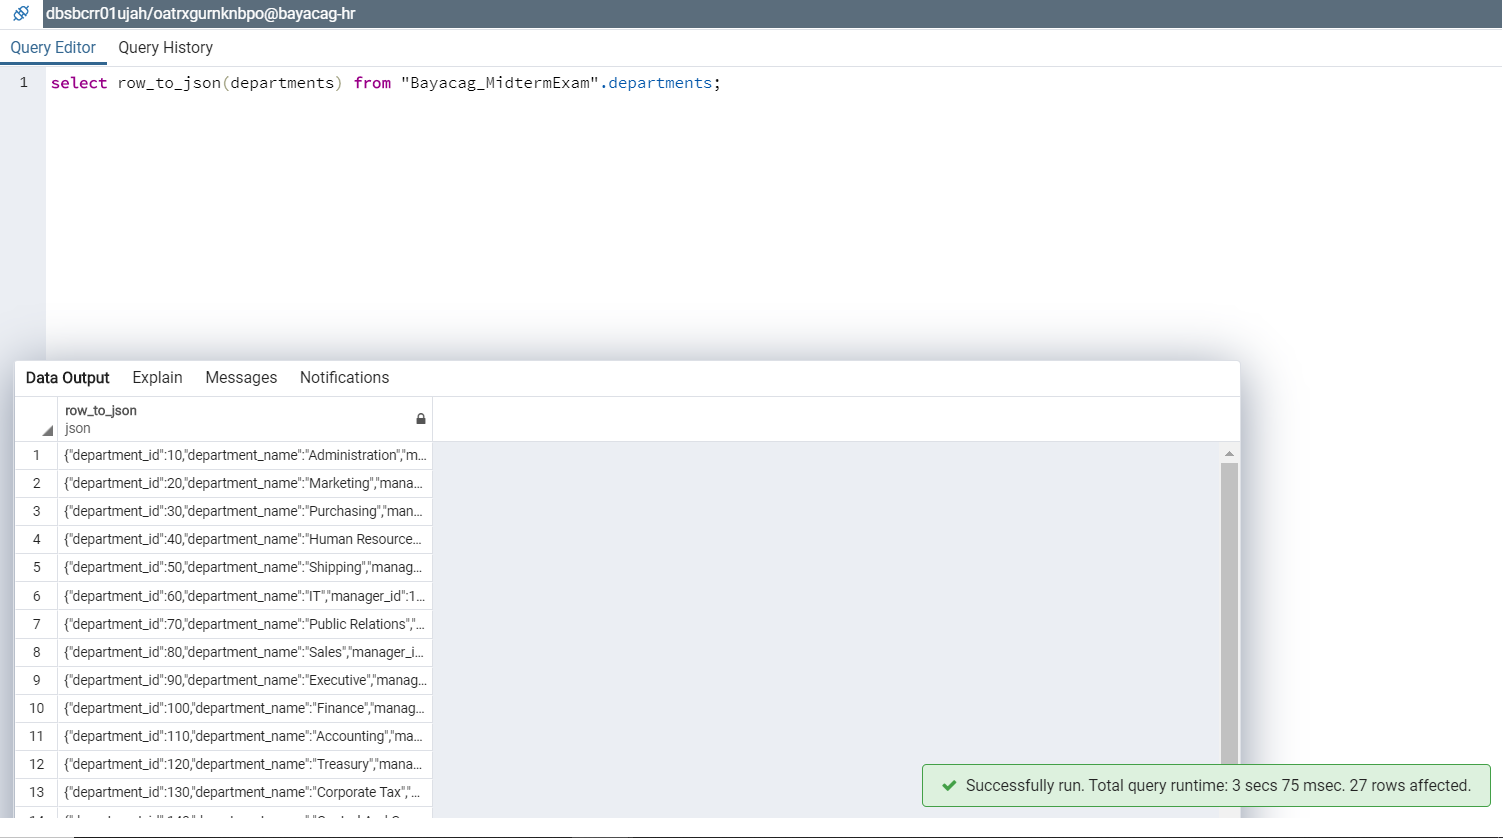 dbsbcrr01ujah/oatrxgurnknbpo@bayacag-hr
Query Editor Query History
1 select row_to_json(departments) from "Bayacag_MidtermExam".departments;
Data Output Explain Messages Notifications
row_to_json
json
1 {"department_id":10,"department_name":"Administration","m...
2 {"department_id":20,"department_name":"Marketing","mana...
3 {"department_id":30,"department_name":"Purchasing","man...
4 {"department_id":40,"department_name":"Human Resource...
5 {"department_id":50,"department_name":"Shipping","manag...
6 {"department_id":60,"department_name":"IT","manager_id":1...
7 {"department_id":70,"department_name":"Public Relations","...
8 {"department_id":80,"department_name":"Sales","manager_i...
9 {"department_id":90,"department_name":"Executive","manag...
10 {"department_id":100,"department_name":"Finance","manag...
11 {"department_id":110,"department_name":"Accounting","ma...
12 {"department_id":120,"department_name":"Treasury","mana...
13 {"department_id":130,"department_name":"Corporate Tax","...
Successfully run. Total query runtime: 3 secs 75 msec. 27 rows affected.